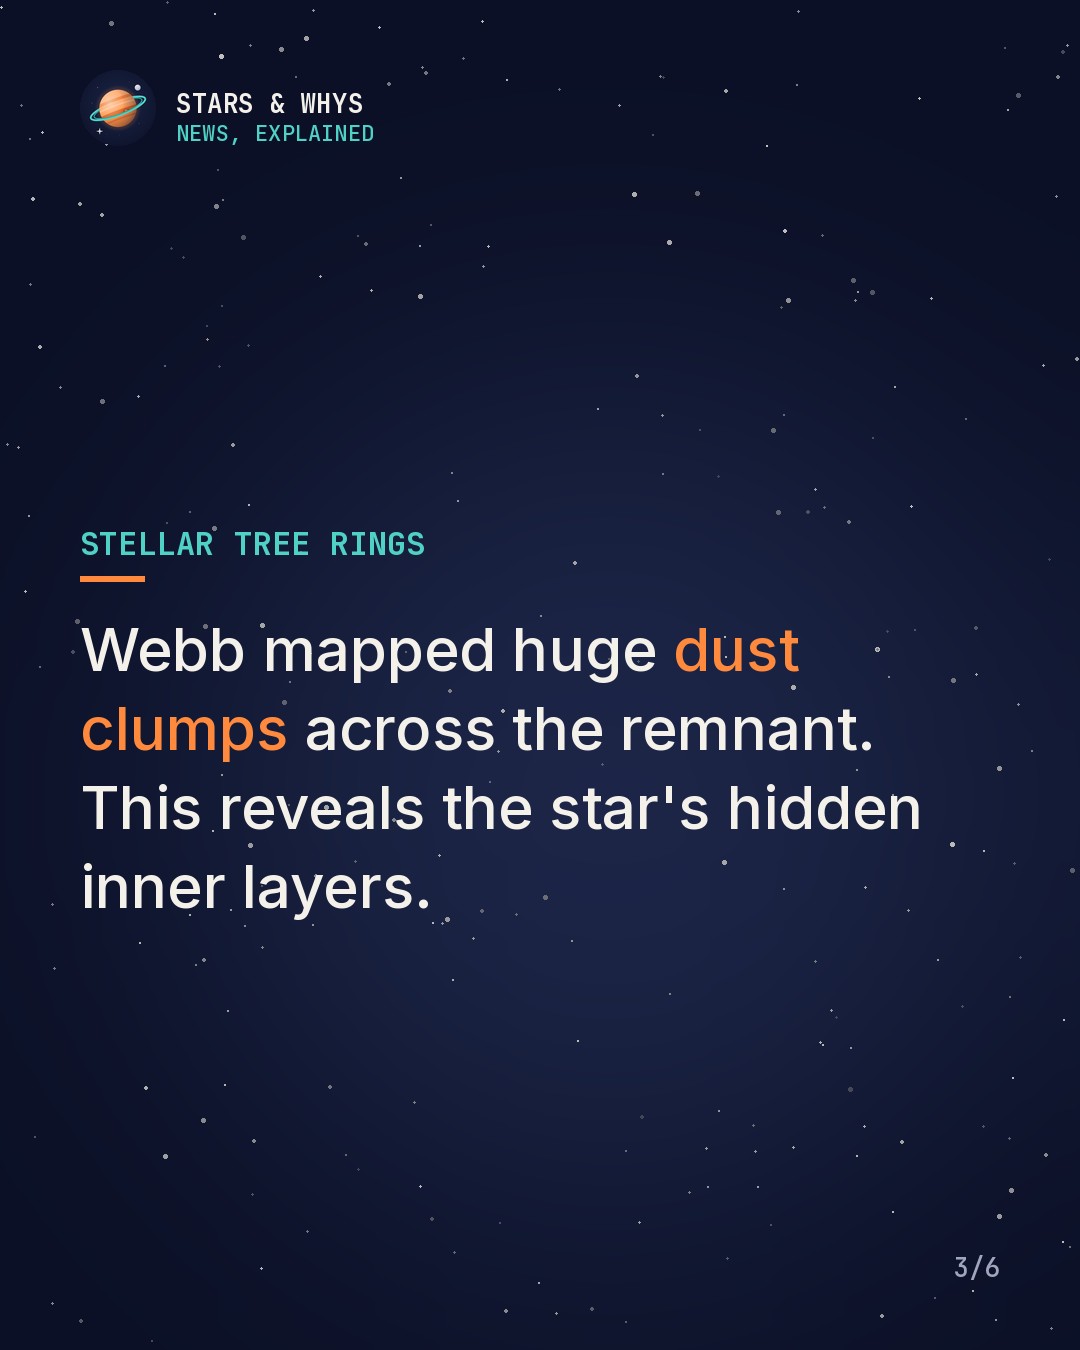 STARS & WHYS
NEWS, EXPLAINED
STELLAR TREE RINGS
Webb mapped huge dust
clumps across the remnant.
This reveals the star's hidden
inner layers.
3/6